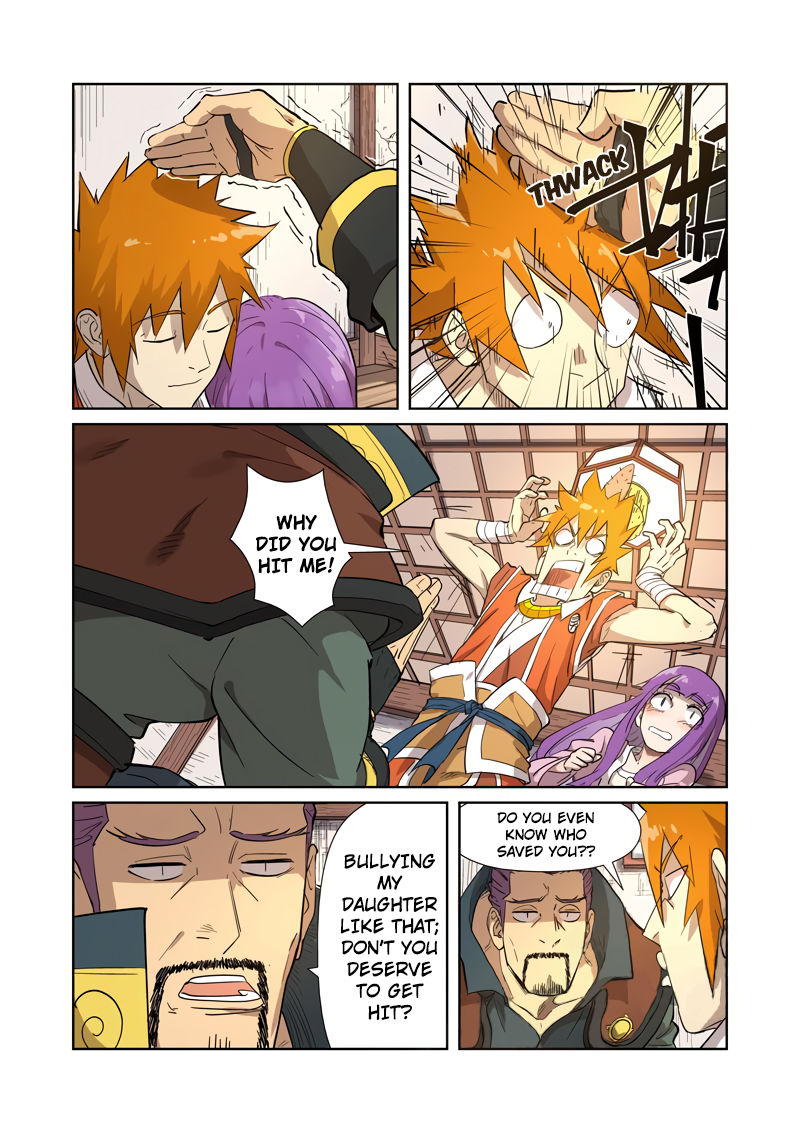 THWACK
WHY
DID YOU
HIT ME!
BULLYING
MY
DAUGHTER
LIKE THAT;
DON'T YOU
DESERVE
TO GET
HIT?
DO YOU EVEN
KNOW WHO
SAVED YOU??